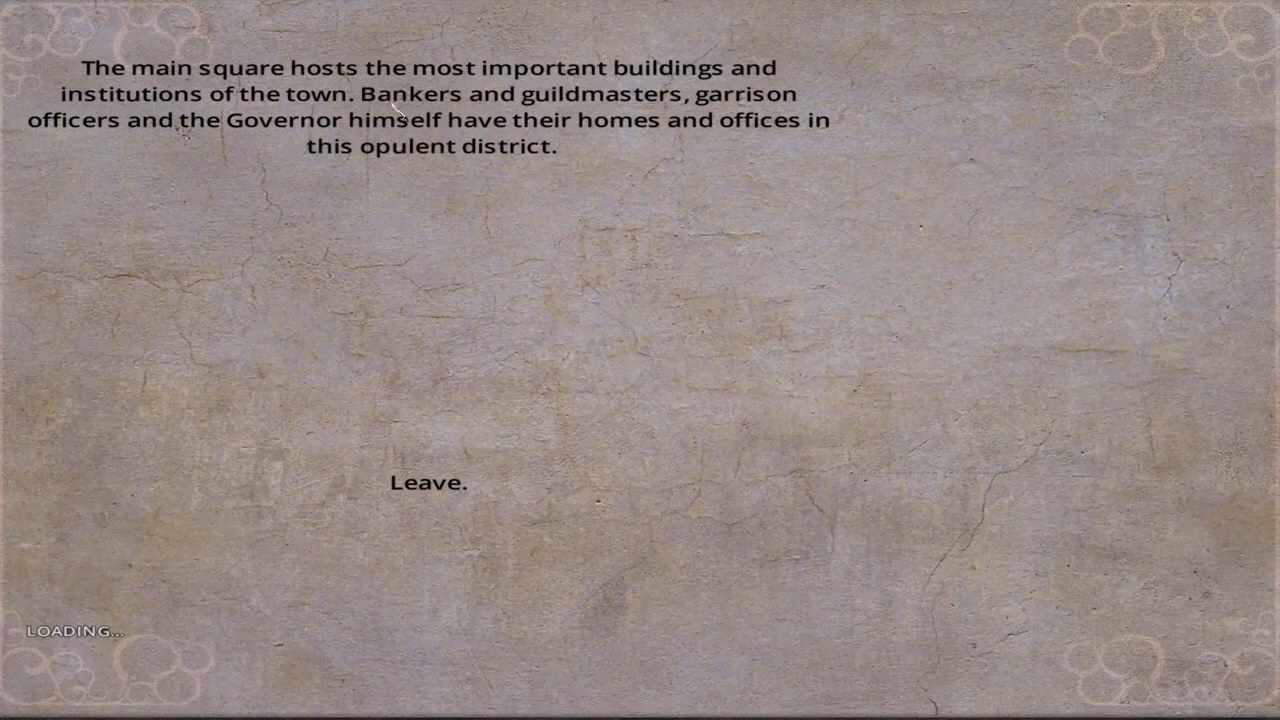 The main square hosts the most important buildings and
institutions of the town. Bankers and guildmasters, garrison
officers and the Governor himself have their homes and offices in
this opulent district.
Leave.
LOADING...